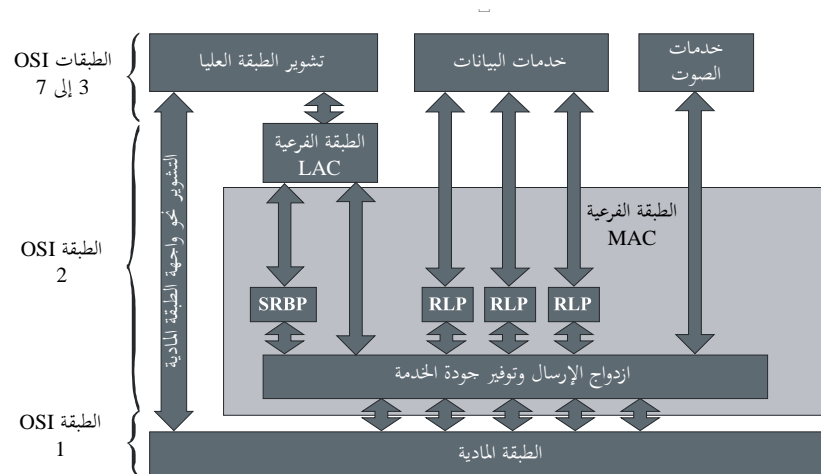 الطبقات OSI
3 إلى 7
تشوير الطبقة العليا
خدمات البيانات
خدمات
الصوت
الطبقة الفرعية
LAC
الطبقة الفرعية
MAC
التشوير نحو واجهة الطبقة المادية
الطبقة OSI
2
SRBP
RLP
RLP
RLP
ازدواج الإرسال وتوفير جودة الخدمة
الطبقة OSI
1
الطبقة المادية